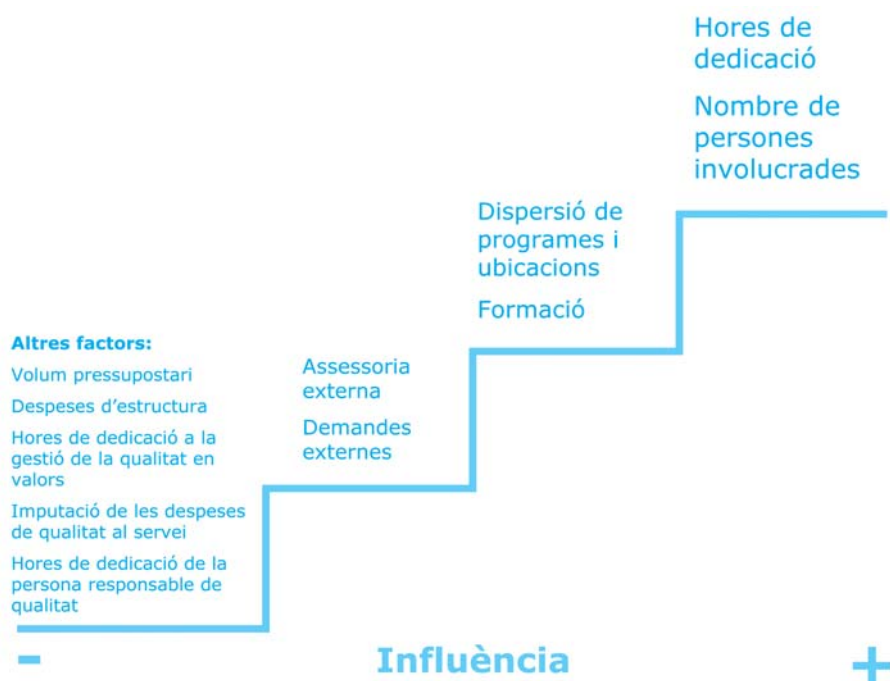 Hores de
dedicació
Nombre de
persones
involucrades
Dispersió de
programes i
ubicacions
Formació
Assessoria
externa
Demandes
externes
Altres factors:
Volum pressupostari
Despeses d'estructura
Hores de dedicació a la
gestió de la qualitat en
valors
Imputació de les despeses
de qualitat al servei
Hores de dedicació de la
persona responsable de
qualitat
- Influència +